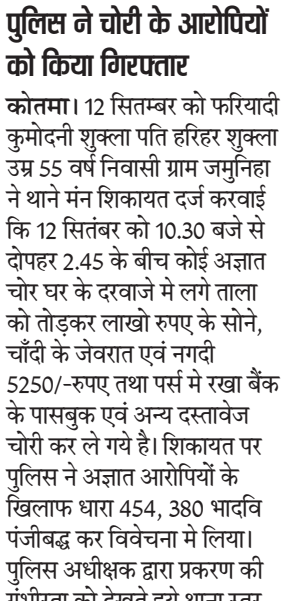 पुलिस ने चोरी के आरोपियों
को किया गिरफ्तार
कोतमा। 12 सितम्बर को फरियादी
कुमोदनी शुक्ला पति हरिहर शुक्ला
उम्र 55 वर्ष निवासी ग्राम जमुनिहा
ने थाने मंन शिकायत दर्ज करवाई
कि 12 सितंबर को 10.30 बजे से
दोपहर 2.45 के बीच कोई अज्ञात
चोर घर के दरवाजे मे लगे ताला
को तोड़कर लाखो रुपए के सोने,
चाँदी के जेवरात एवं नगदी
5250/-रुपए तथा पर्स मे रखा बैंक
के पासबुक एवं अन्य दस्तावेज
चोरी कर ले गये है। शिकायत पर
पुलिस ने अज्ञात आरोपियों के
खिलाफ धारा 454, 380 भादवि
पंजीबद्ध कर विवेचना मे लिया।
पुलिस अधीक्षक द्वारा प्रकरण की
गंभीरता को देखते हुये थाना स्तर